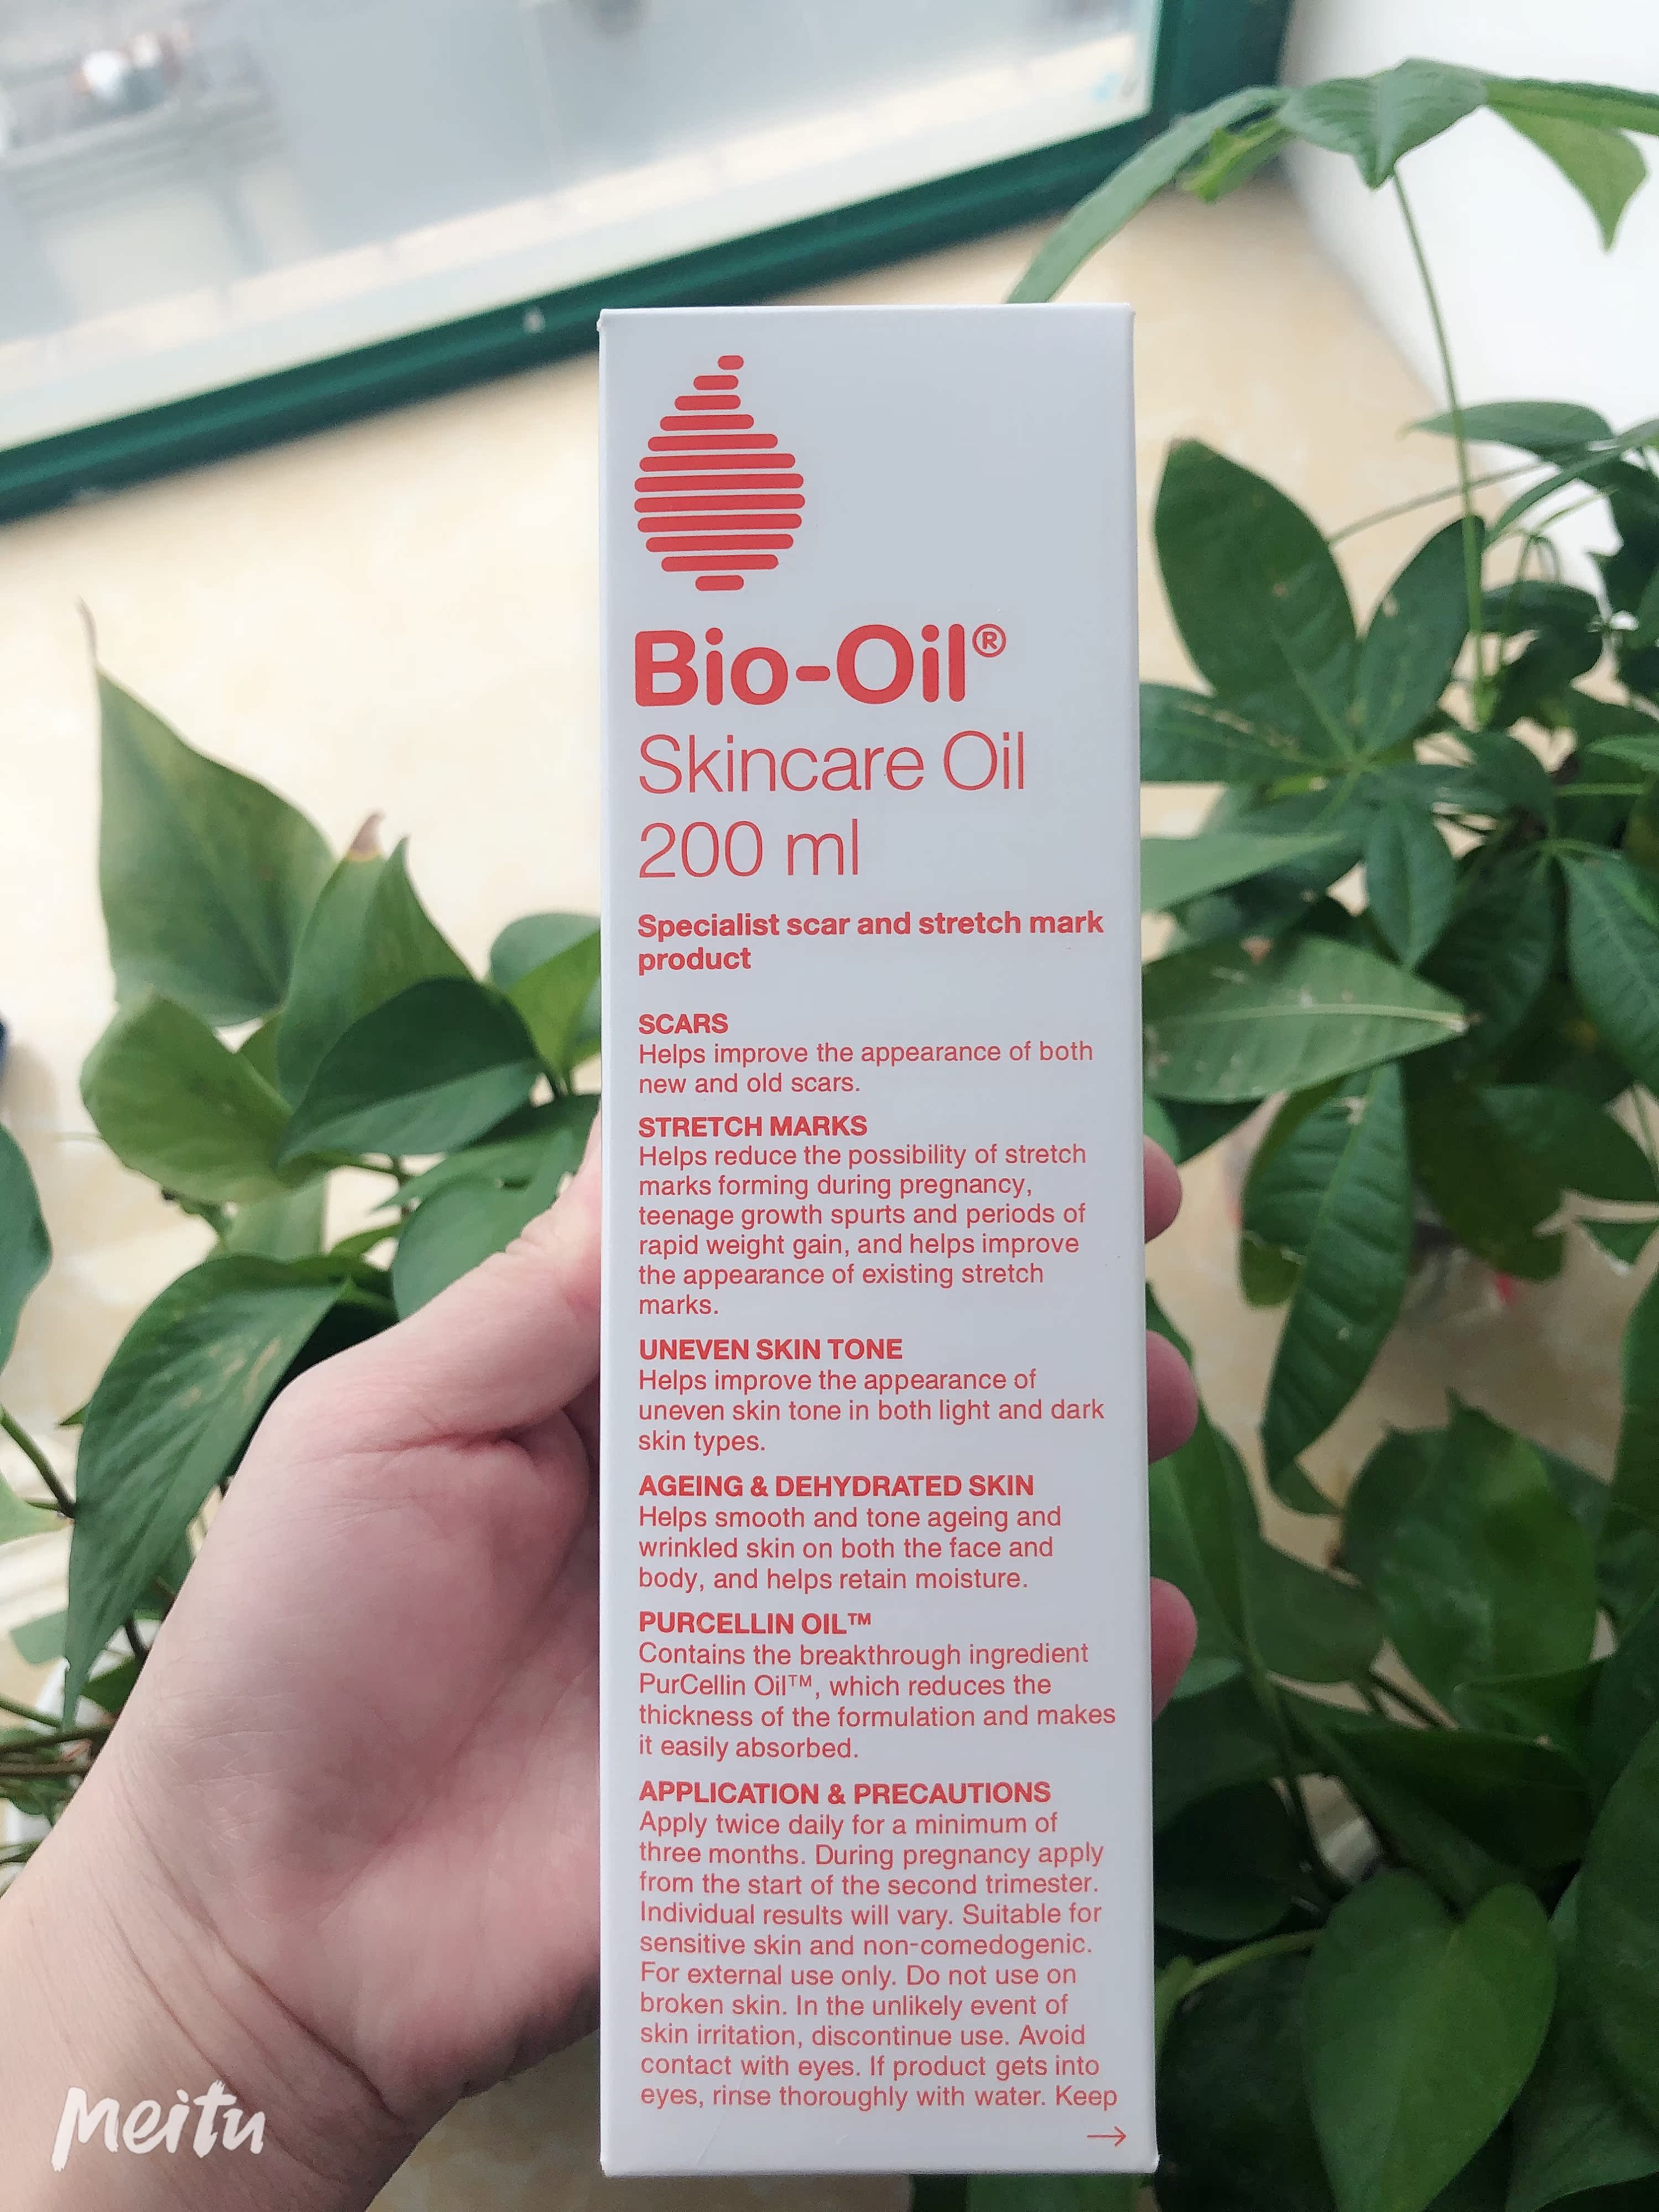 Bio-Oil®
Skincare Oil
200 ml
Specialist scar and stretch mark
product
SCARS
Helps improve the appearance of both
new and old scars.
STRETCH MARKS
Helps reduce the possibility of stretch
marks forming during pregnancy,
teenage growth spurts and periods of
rapid weight gain, and helps improve
the appearance of existing stretch
marks.
UNEVEN SKIN TONE
Helps improve the appearance of
uneven skin tone in both light and dark
skin types.
AGEING & DEHYDRATED SKIN
Helps smooth and tone ageing and
wrinkled skin on both the face and
body, and helps retain moisture.
PURCELLIN OIL™
Contains the breakthrough ingredient
PurCellin Oil™, which reduces the
thickness of the formulation and makes
it easily absorbed.
APPLICATION & PRECAUTIONS
Apply twice daily for a minimum of
three months. During pregnancy apply
from the start of the second trimester.
Individual results will vary. Suitable for
sensitive skin and non-comedogenic.
For external use only. Do not use on
broken skin. In the unlikely event of
skin irritation, discontinue use. Avoid
contact with eyes. If product gets into
eyes, rinse thoroughly with water. Keep
→
Meitu